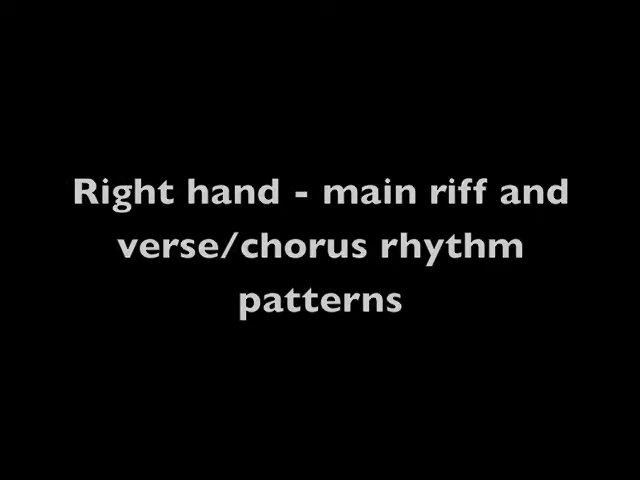 Right hand - main riff and
verse/chorus rhythm
patterns